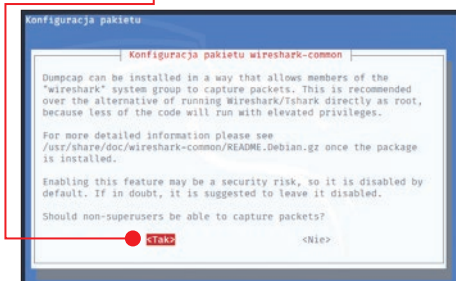 Konfiguracja pakietu
Konfiguracja pakietu wireshark-common
Dumpcap can be installed in a way that allows members of the
"wireshark" system group to capture packets. This is recommended
over the alternative of running Wireshark/Tshark directly as root,
because less of the code will run with elevated privileges.
For more detailed information please see
/usr/share/doc/wireshark-common/README.Debian.gz once the package
is installed.
Enabling this feature may be a security risk, so it is disabled by
default. If in doubt, it is suggested to leave it disabled.
Should non-superusers be able to capture packets?
<Tak> <Nie>